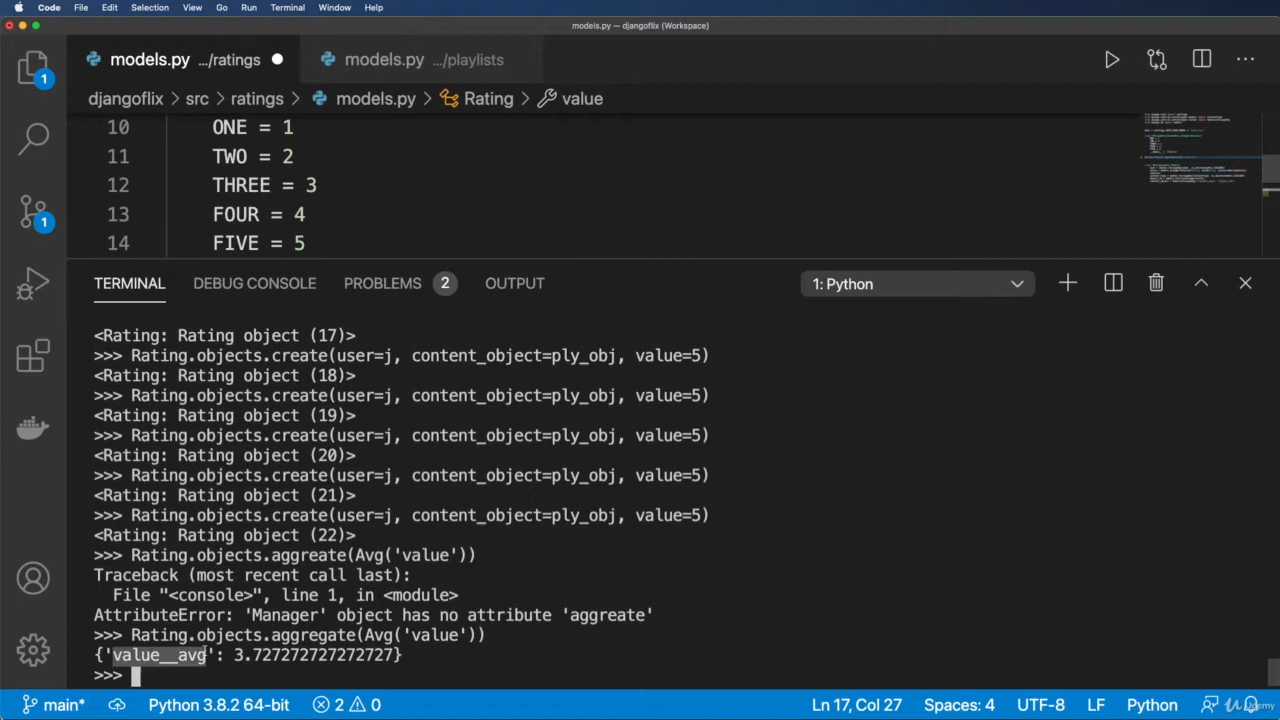 Code File Edit Selection View Go Run Terminal Window Help
models.py — djangoflix (Workspace)
models.py .../ratings models.py .../playlists
djangoflix > src > ratings > models.py > Rating > value
10 ONE = 1
11 TWO = 2
12 THREE = 3
13 FOUR = 4
14 FIVE = 5
TERMINAL DEBUG CONSOLE PROBLEMS 2 OUTPUT 1: Python
<Rating: Rating object (17)>
>>> Rating.objects.create(user=j, content_object=ply_obj, value=5)
<Rating: Rating object (18)>
>>> Rating.objects.create(user=j, content_object=ply_obj, value=5)
<Rating: Rating object (19)>
>>> Rating.objects.create(user=j, content_object=ply_obj, value=5)
<Rating: Rating object (20)>
>>> Rating.objects.create(user=j, content_object=ply_obj, value=5)
<Rating: Rating object (21)>
>>> Rating.objects.create(user=j, content_object=ply_obj, value=5)
<Rating: Rating object (22)>
>>> Rating.objects.aggreate(Avg('value'))
Traceback (most recent call last):
File "<console>", line 1, in <module>
AttributeError: 'Manager' object has no attribute 'aggreate'
>>> Rating.objects.aggregate(Avg('value'))
{'value__avg': 3.727272727272727}
>>>
1
1
main* Python 3.8.2 64-bit 2 0 Ln 17, Col 27 Spaces: 4 UTF-8 LF Python Udemy